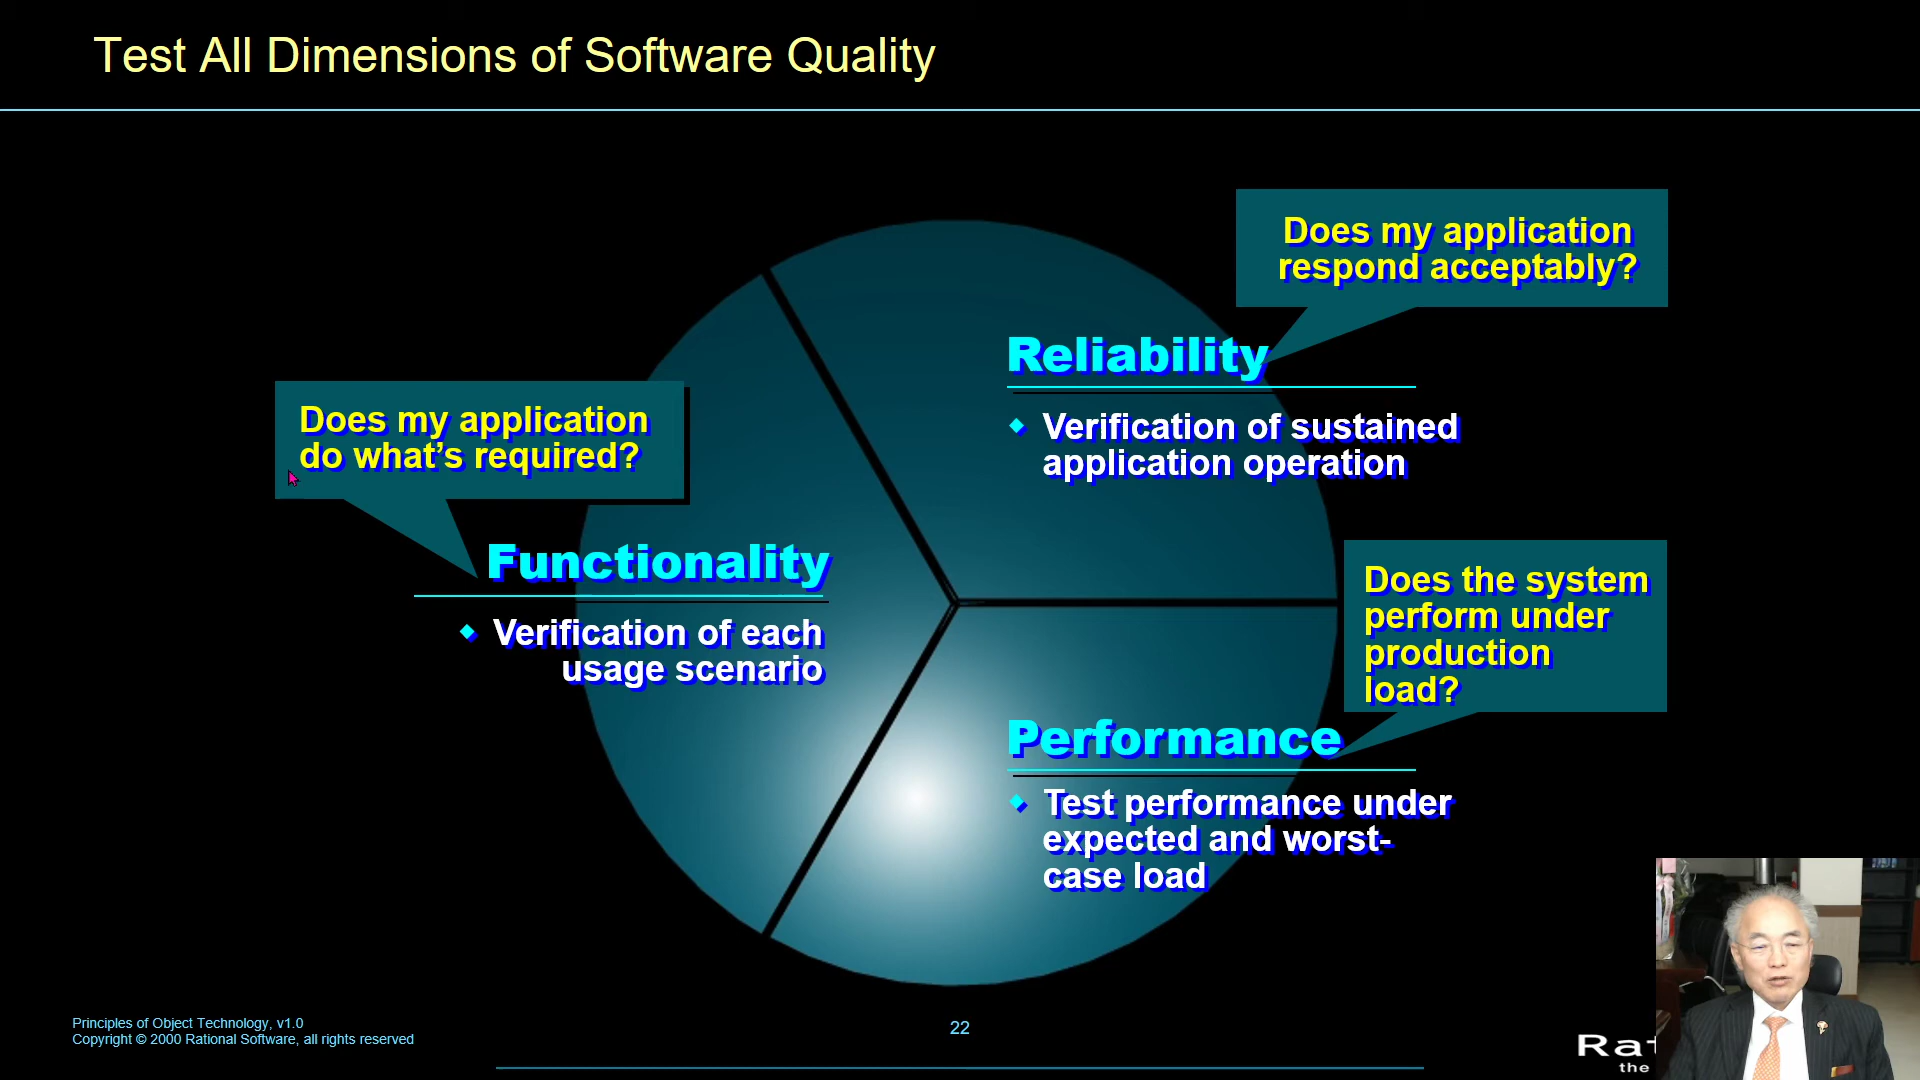 Test All Dimensions of Software Quality
Does my application
respond acceptably?
Reliability
Verification of sustained
application operation
Does my application
do what’s required?
Functionality
Verification of each
usage scenario
Does the system
perform under
production
load?
Performance
Test performance under
expected and worst-
case load
Principles of Object Technology, v1.0
Copyright © 2000 Rational Software, all rights reserved
22
the